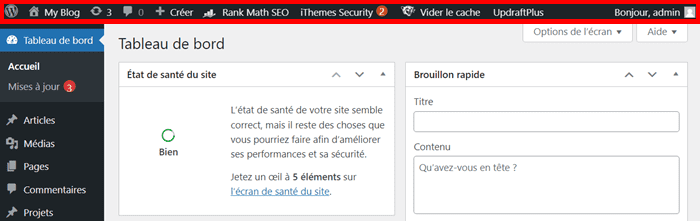 My Blog 3 0 + Créer Rank Math SEO iThemes Security 2 Vider le cache UpdraftPlus Bonjour, admin
Tableau de bord
Accueil
Mises à jour 3
Articles
Médias
Pages
Commentaires
Projets
Options de l'écran ▼ Aide ▼
Tableau de bord
État de santé du site
Bien
L'état de santé de votre site semble
correct, mais il reste des choses que
vous pourriez faire afin d'améliorer
ses performances et sa sécurité.
Jetez un œil à 5 éléments sur
l'écran de santé du site.
Brouillon rapide
Titre
Contenu
Qu'avez-vous en tête ?